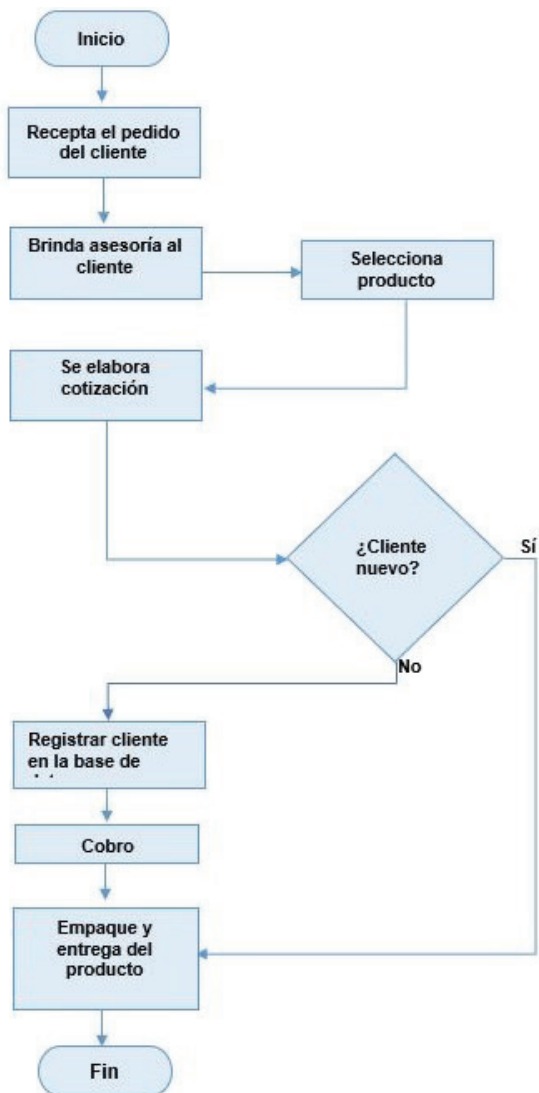 Inicio
Recepta el pedido
del cliente
Brinda asesoría al
cliente
Selecciona
producto
Se elabora
cotización
¿Cliente
nuevo?
Sí
No
Registrar cliente
en la base de
Cobro
Empaque y
entrega del
producto
Fin